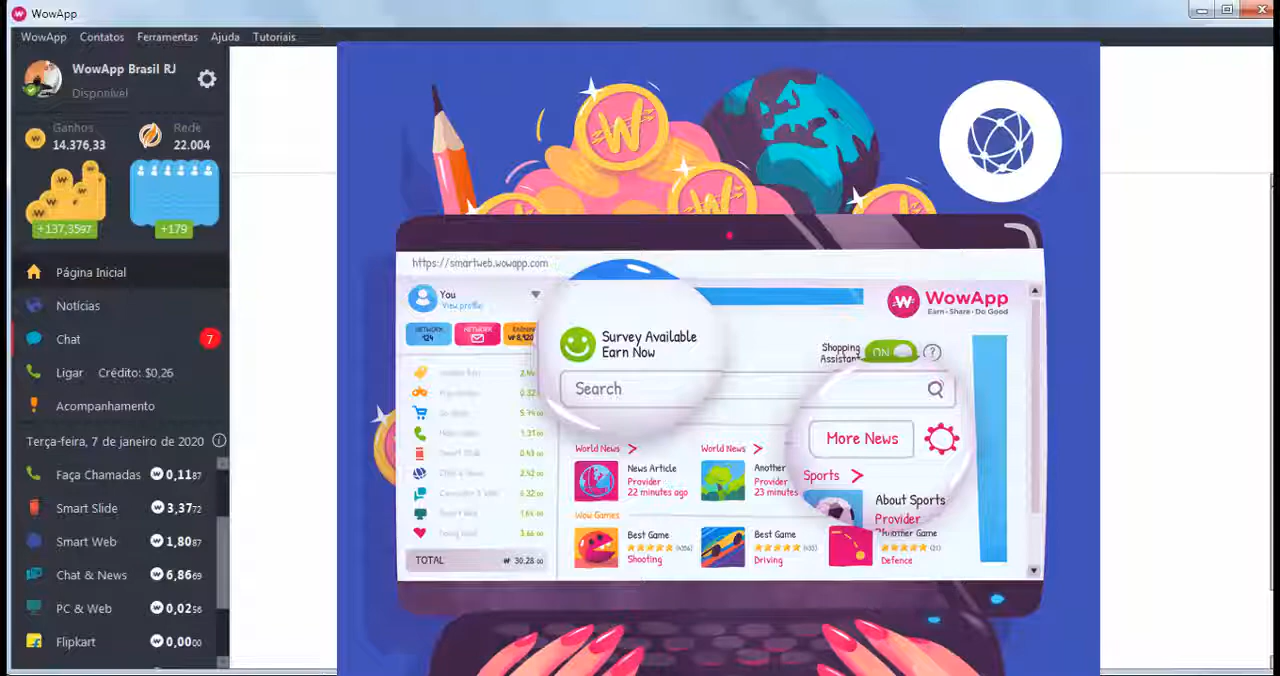 WowApp
WowApp Contatos Ferramentas Ajuda Tutoriais
WowApp Brasil RJ
Disponível
Ganhos
14.376,33
Rede
22.004
+137,3597
+179
Página Inicial
Notícias
Chat 7
Ligar Crédito: $0,26
Acompanhamento
Terça-feira, 7 de janeiro de 2020
Faça Chamadas 0,1187
Smart Slide 3,3772
Smart Web 1,8087
Chat & News 6,8669
PC & Web 0,0256
Flipkart 0,0000
https://smartweb.wowapp.com
You
View profile
NETWORK
124
NETWORK
WowApp
Earn · Share · Do Good
Survey Available
Earn Now
Shopping
Assistant
ON
?
Search
More News
World News >
World News >
Sports >
News Article
Provider
22 minutes ago
Another
Provider
23 minutes
About Sports
Provider
Wow Games
Best Game
Shooting
Best Game
Driving
Game
(21)
Defence
TOTAL 30.28 00